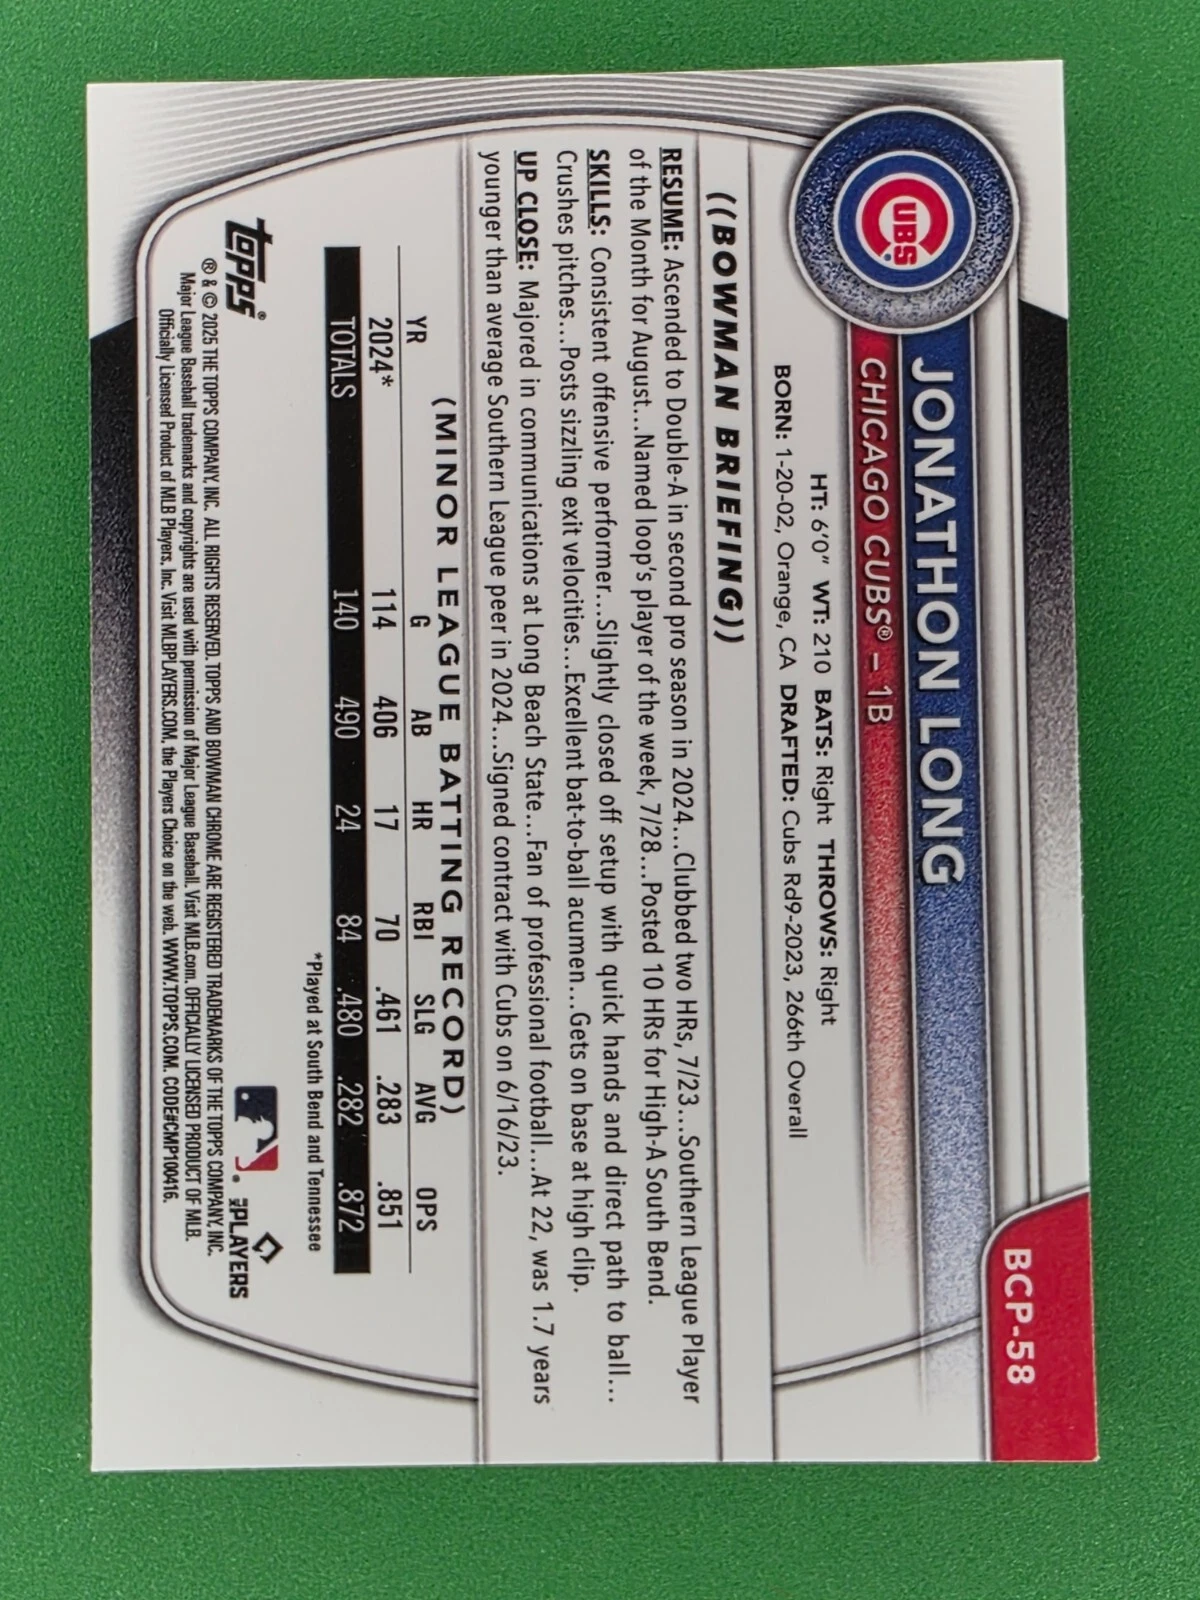 BCP-58
CUBS
JONATHON LONG
CHICAGO CUBS® – 1B
HT: 6'0" WT: 210 BATS: Right THROWS: Right
BORN: 1-20-02, Orange, CA DRAFTED: Cubs Rd9-2023, 266th Overall
((BOWMAN BRIEFING))
RESUME: Ascended to Double-A in second pro season in 2024...Clubbed two HRs, 7/23...Southern League Player
of the Month for August...Named loop's player of the week, 7/28...Posted 10 HRs for High-A South Bend.
SKILLS: Consistent offensive performer...Slightly closed off setup with quick hands and direct path to ball...
Crushes pitches...Posts sizzling exit velocities...Excellent bat-to-ball acumen...Gets on base at high clip.
UP CLOSE: Majored in communications at Long Beach State...Fan of professional football...At 22, was 1.7 years
younger than average Southern League peer in 2024...Signed contract with Cubs on 6/16/23.
(MINOR LEAGUE BATTING RECORD)
YR G AB HR RBI SLG AVG OPS
2024* 114 406 17 70 .461 .283 .851
TOTALS 140 490 24 84 .480 .282 .872
*Played at South Bend and Tennessee
topps®
MLB PLAYERS
® & © 2025 THE TOPPS COMPANY, INC. ALL RIGHTS RESERVED. TOPPS AND BOWMAN CHROME ARE REGISTERED TRADEMARKS OF THE TOPPS COMPANY, INC.
Major League Baseball trademarks and copyrights are used with permission of Major League Baseball. Visit MLB.com. OFFICIALLY LICENSED PRODUCT OF MLB.
Officially Licensed Product of MLB Players, Inc. Visit MLBPLAYERS.COM, the Players Choice on the web. WWW.TOPPS.COM. CODE#CMP104016.